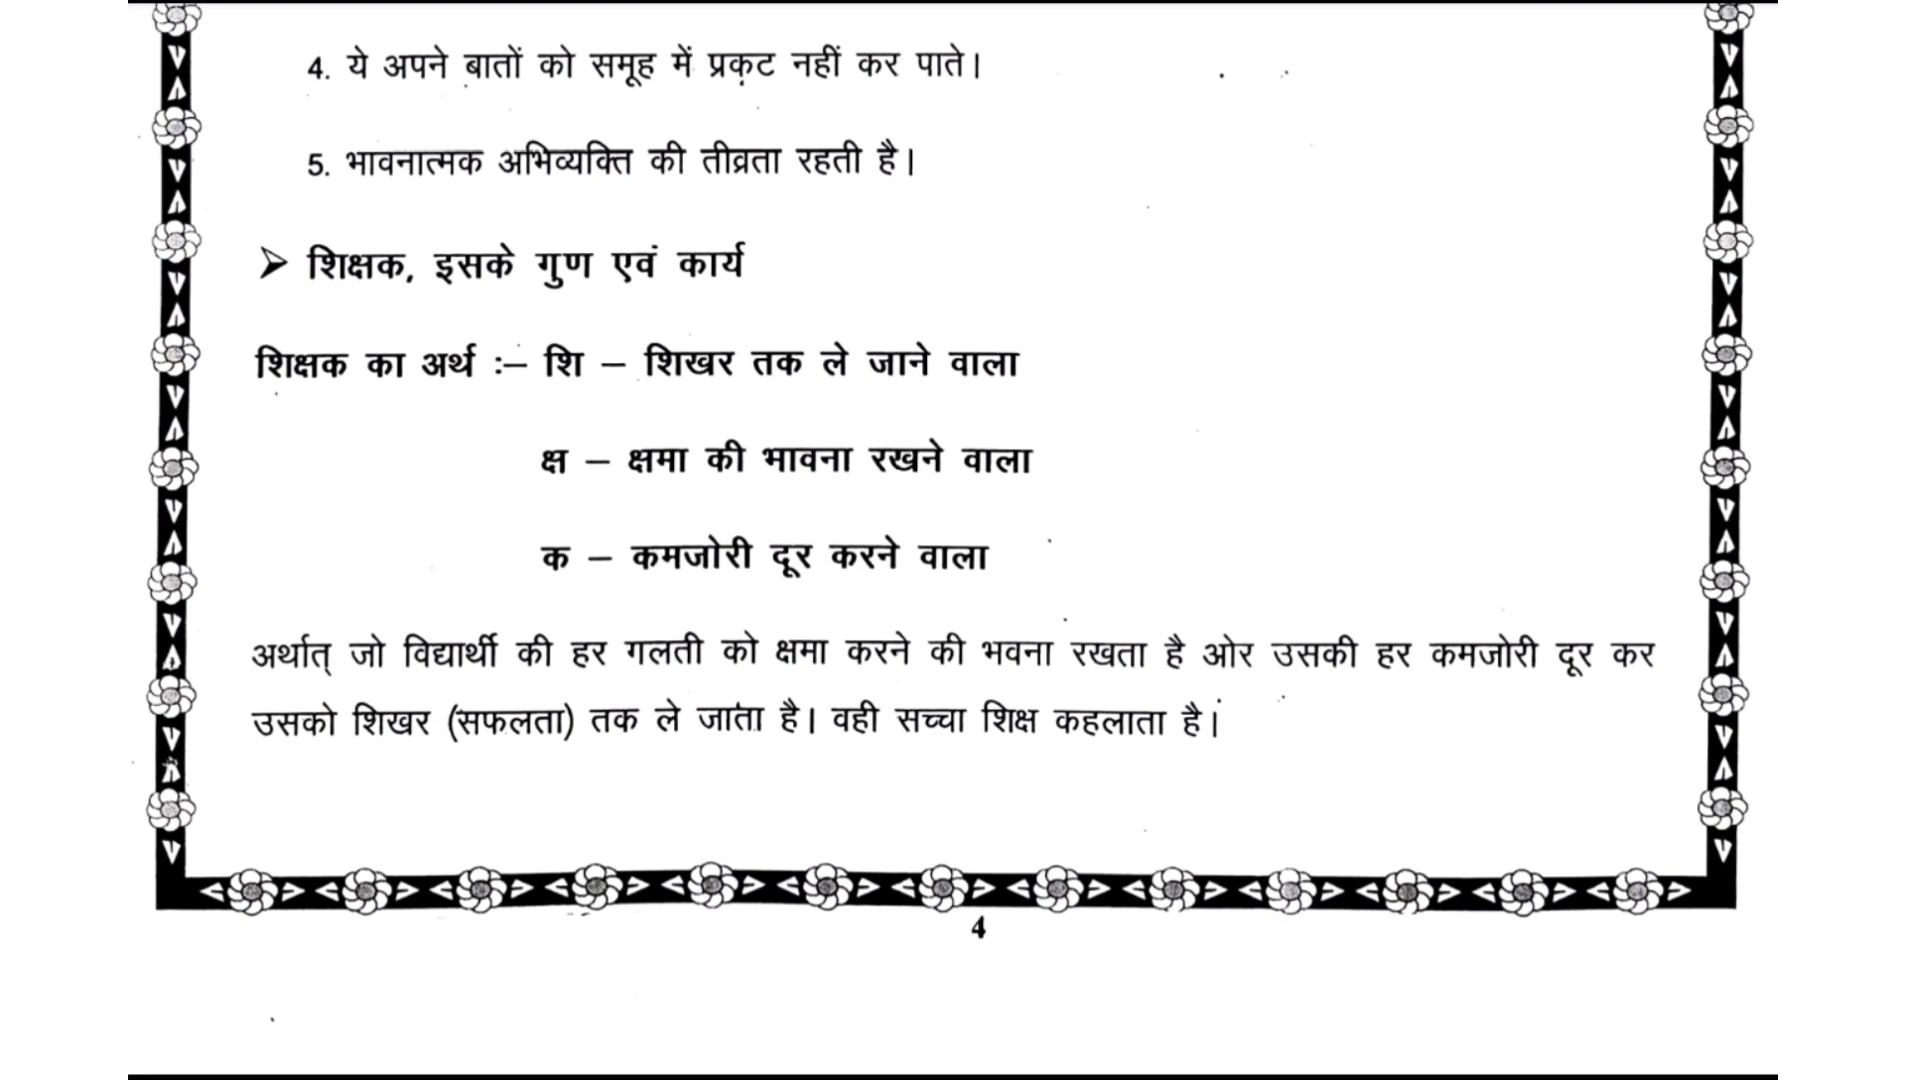 4. ये अपने बातों को समूह में प्रकट नहीं कर पाते।
5. भावनात्मक अभिव्यक्ति की तीव्रता रहती है।
➢ शिक्षक, इसके गुण एवं कार्य
शिक्षक का अर्थ :– शि – शिखर तक ले जाने वाला
क्ष – क्षमा की भावना रखने वाला
क – कमजोरी दूर करने वाला
अर्थात् जो विद्यार्थी की हर गलती को क्षमा करने की भवना रखता है ओर उसकी हर कमजोरी दूर कर
उसको शिखर (सफलता) तक ले जाता है। वही सच्चा शिक्ष कहलाता है।
4